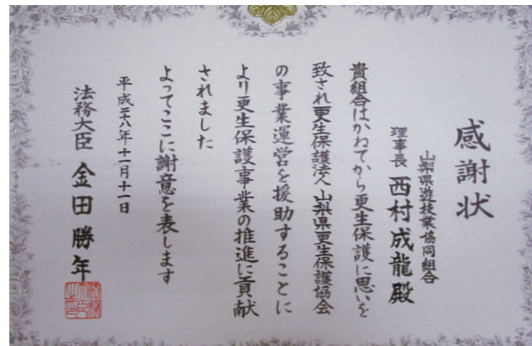 感謝状
山梨県遊技業協同組合
理事長 西村成龍殿
貴組合はかねてから更生保護に思いを
致され更生保護法人山梨県更生保護協会
の事業運営を援助することに
より更生保護事業の推進に貢献
されました
よってここに謝意を表します
平成二十八年十一月十一日
法務大臣 金田勝年